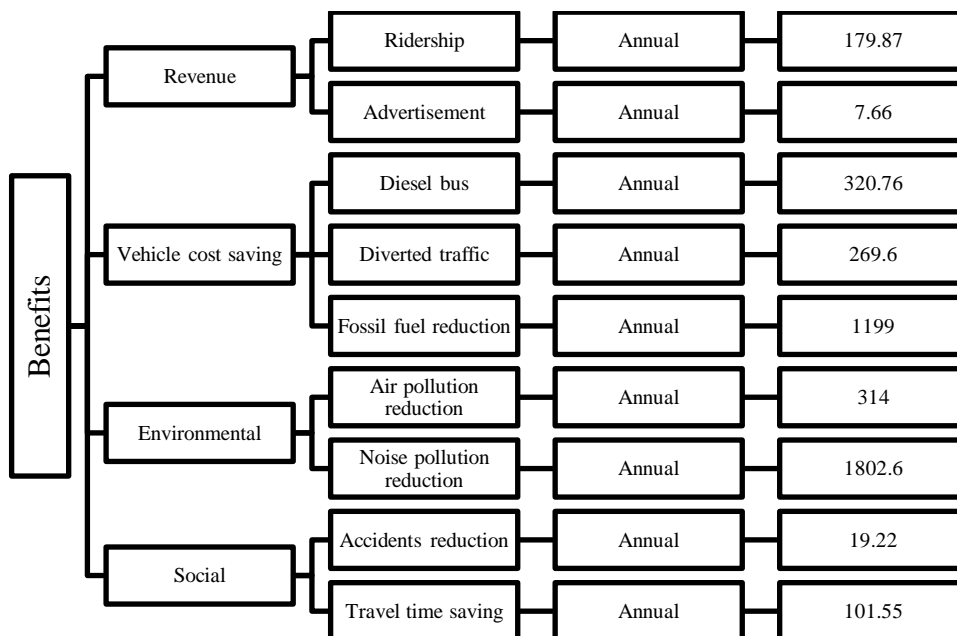 Benefits
Revenue
Ridership
Annual
179.87
Advertisement
Annual
7.66
Vehicle cost saving
Diesel bus
Annual
320.76
Diverted traffic
Annual
269.6
Fossil fuel reduction
Annual
1199
Environmental
Air pollution
reduction
Annual
314
Noise pollution
reduction
Annual
1802.6
Social
Accidents reduction
Annual
19.22
Travel time saving
Annual
101.55